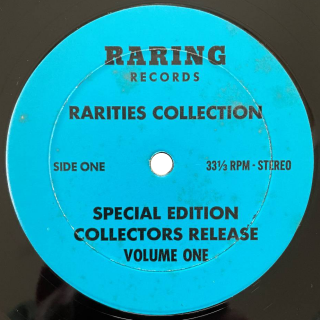 RARING
RECORDS
RARITIES COLLECTION
SIDE ONE
33⅓ RPM - STEREO
SPECIAL EDITION
COLLECTORS RELEASE
VOLUME ONE